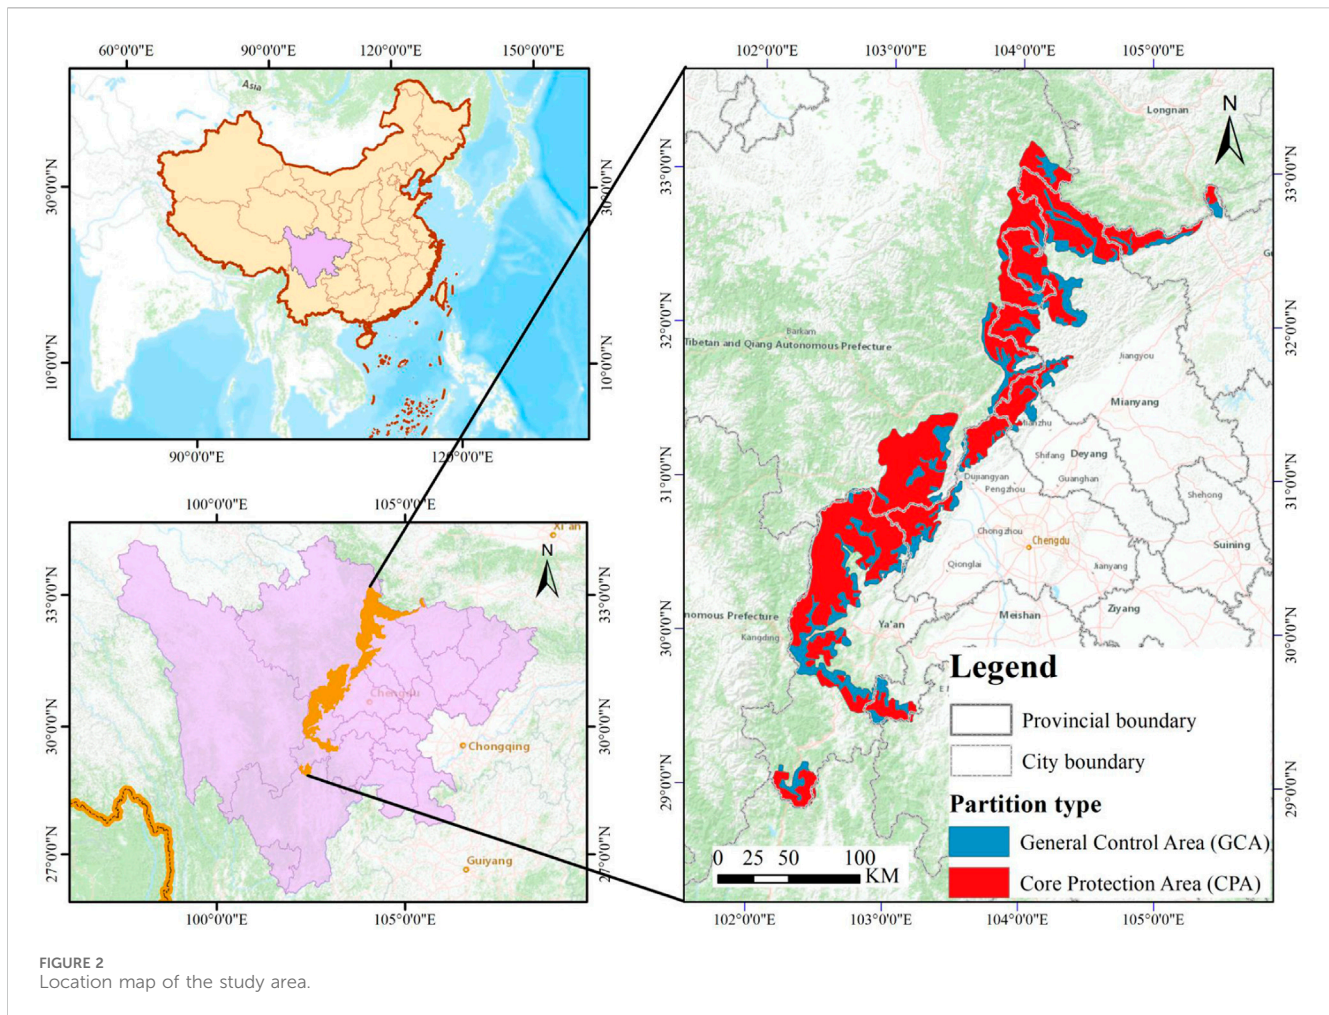 60°0'0"E 90°0'0"E 120°0'0"E 150°0'0"E
Asia
30°0'0"N
30°0'0"N
10°0'0"N
10°0'0"N
90°0'0"E 120°0'0"E
100°0'0"E 105°0'0"E
Xi'an
N
33°0'0"N
33°0'0"N
Chengdu
30°0'0"N
30°0'0"N
Chongqing
Guiyang
27°0'0"N
27°0'0"N
100°0'0"E 105°0'0"E
102°0'0"E 103°0'0"E 104°0'0"E 105°0'0"E
Longnan
N
33°0'0"N
33°0'0"N
32°0'0"N
32°0'0"N
Barkam
Tibetan and Qiang Autonomous Prefecture
Jiangyou
Mianyang
Mianzhu
Shifang
Deyang
31°0'0"N
31°0'0"N
Dujiangyan
Guanghan
Pengzhou
Shehong
Chongzhou
Chengdu
Suining
Qionglai
Jianyang
Ziyang
nomous Prefecture
Meishan
Ya'an
Kangding
30°0'0"N
30°0'0"N
29°0'0"N
29°0'0"N
Legend
Provincial boundary
City boundary
Partition type
General Control Area (GCA)
Core Protection Area (CPA)
0 25 50 100
KM
102°0'0"E 103°0'0"E 104°0'0"E 105°0'0"E
FIGURE 2
Location map of the study area.